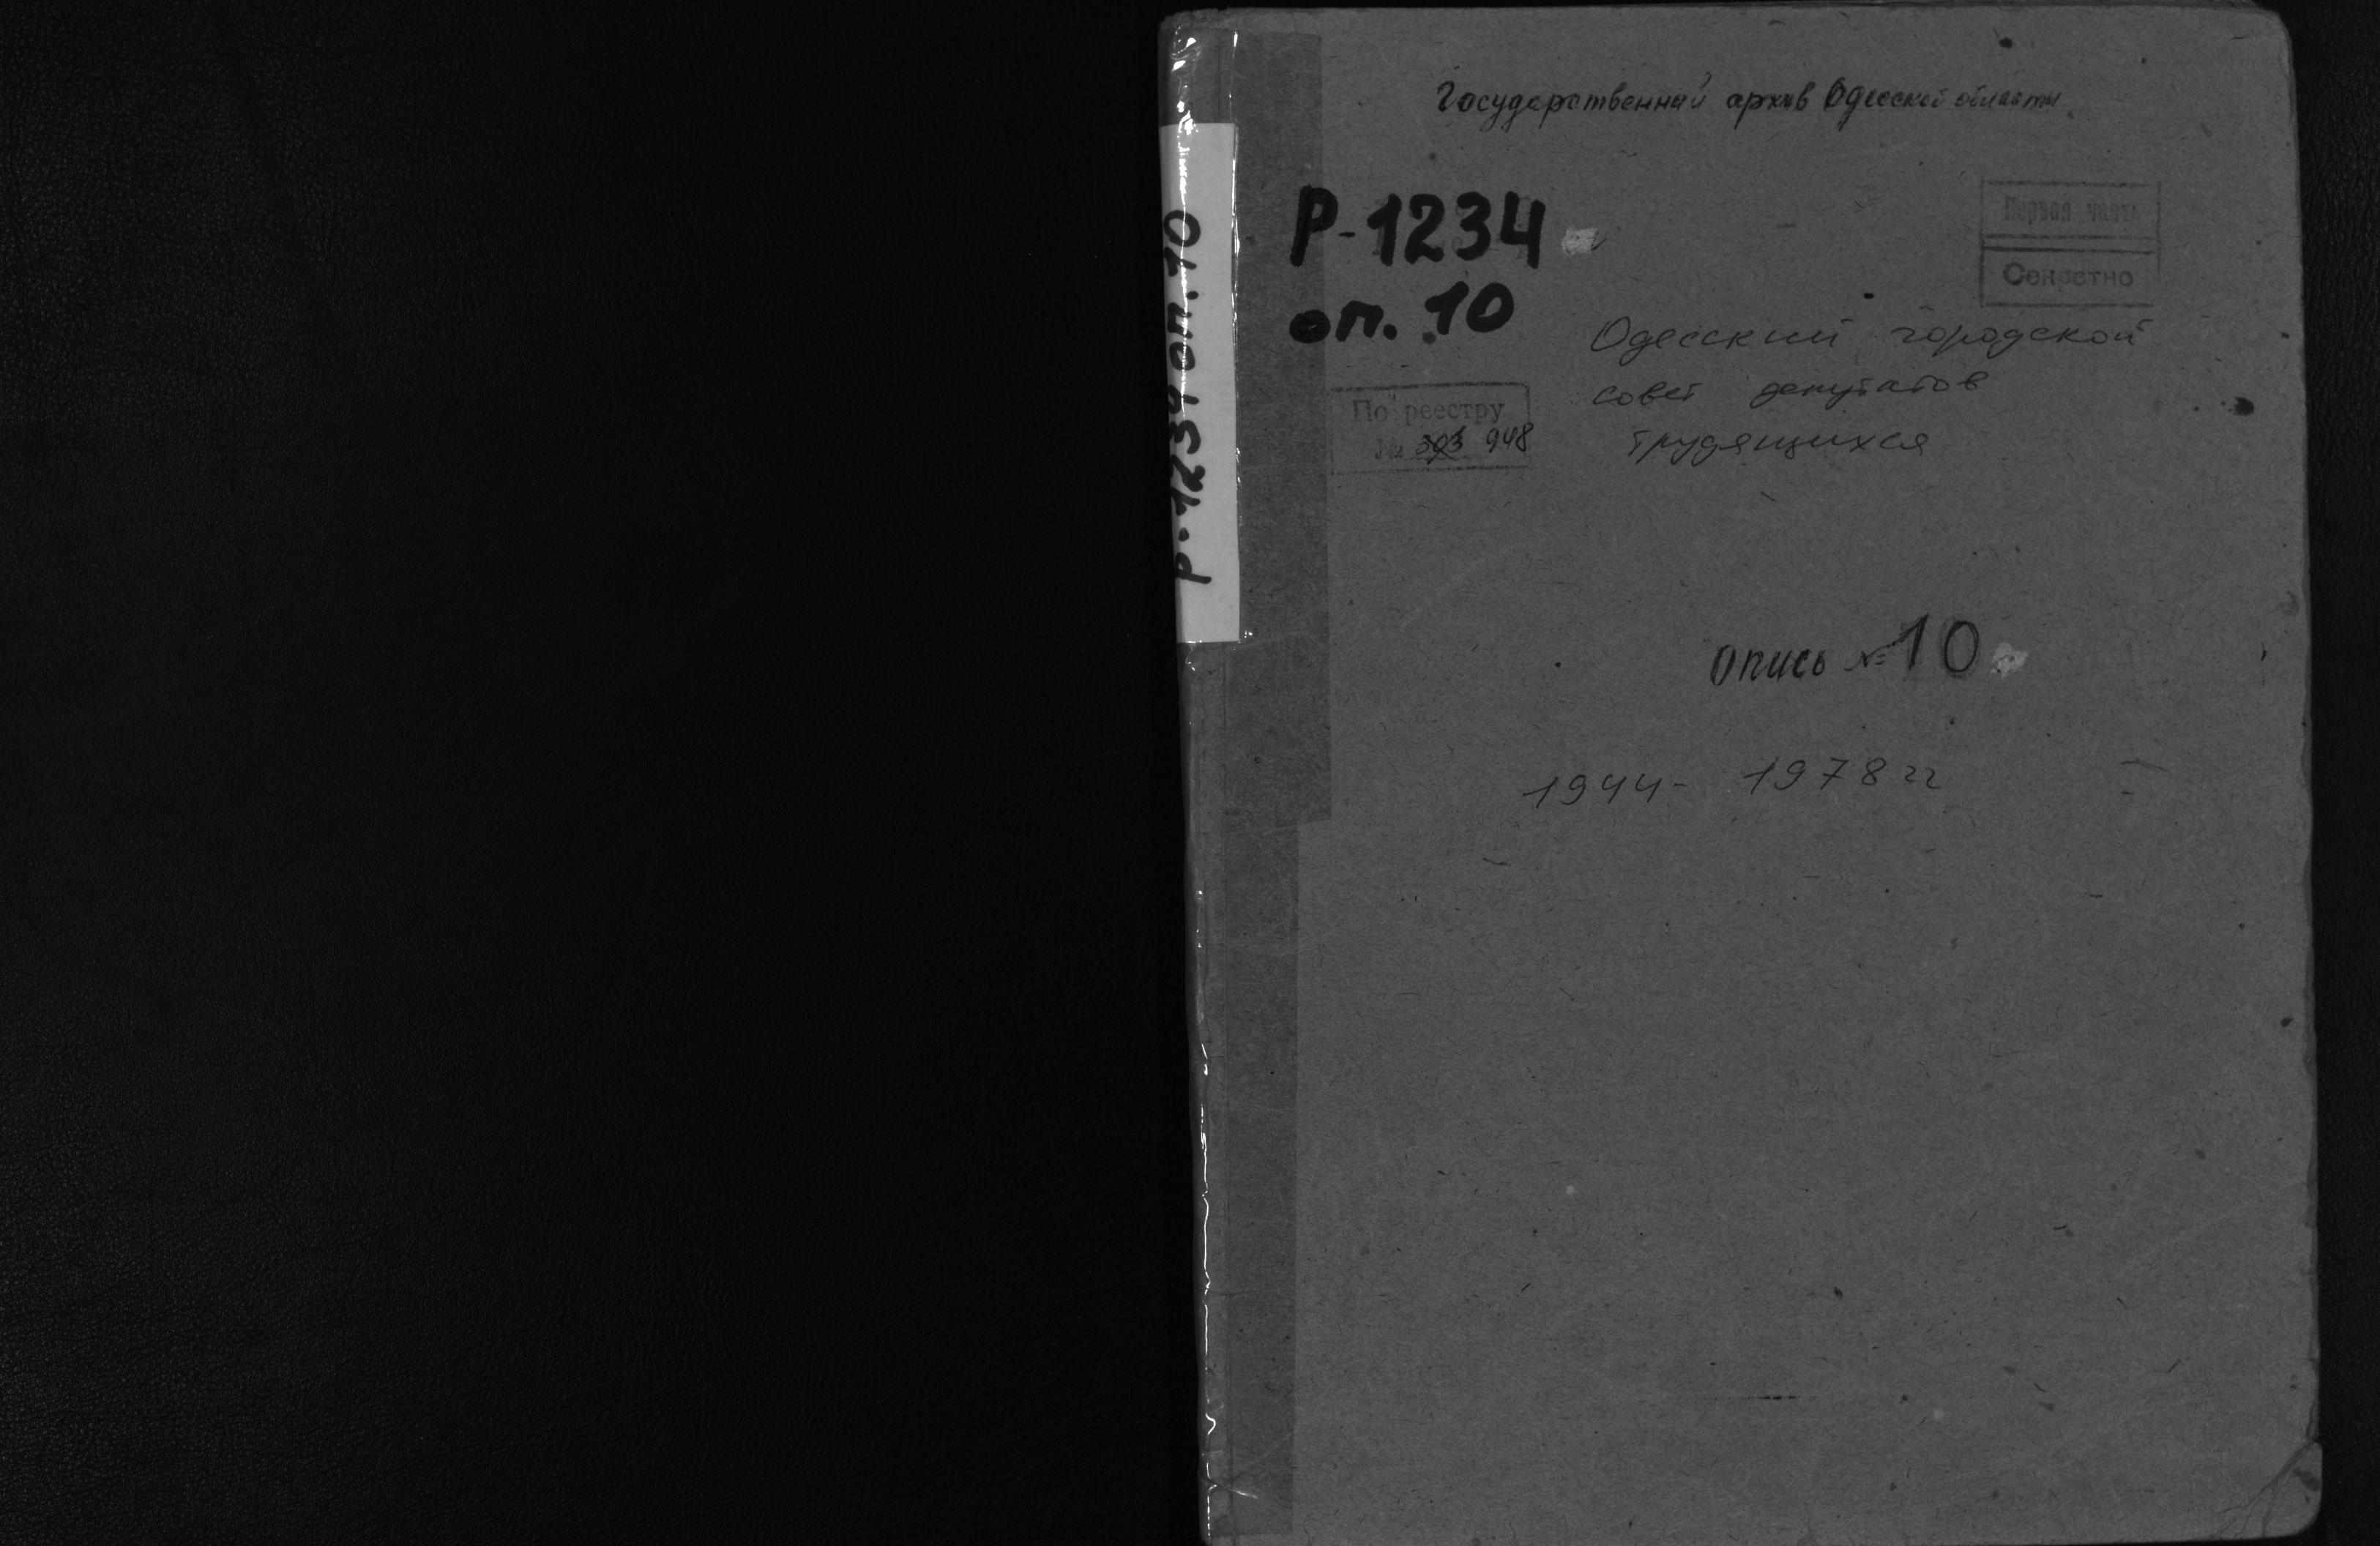 Государственный архив Одесской области
Р-1234
оп. 10
Первая часть
Секретно
Одесский городской
совет депутатов
трудящихся
По реестру
№ 303 948
Р-1234 оп. 10
Опись № 10
1944- 1978 гг